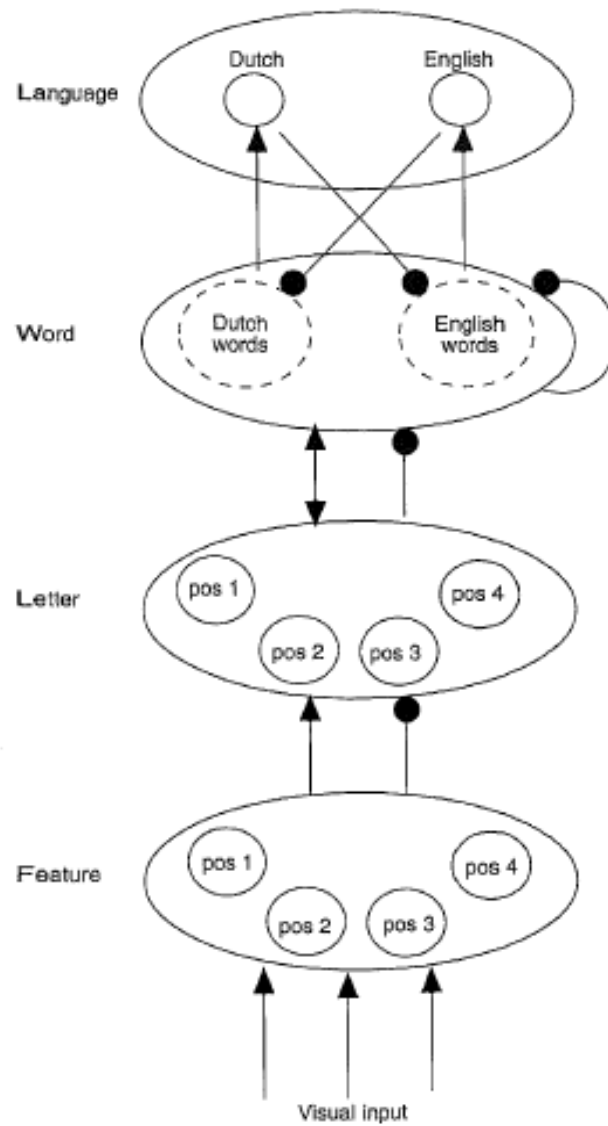 Dutch
English
Language
Word
Dutch
words
English
words
Letter
pos 1
pos 4
pos 2
pos 3
Feature
pos 1
pos 4
pos 2
pos 3
Visual input